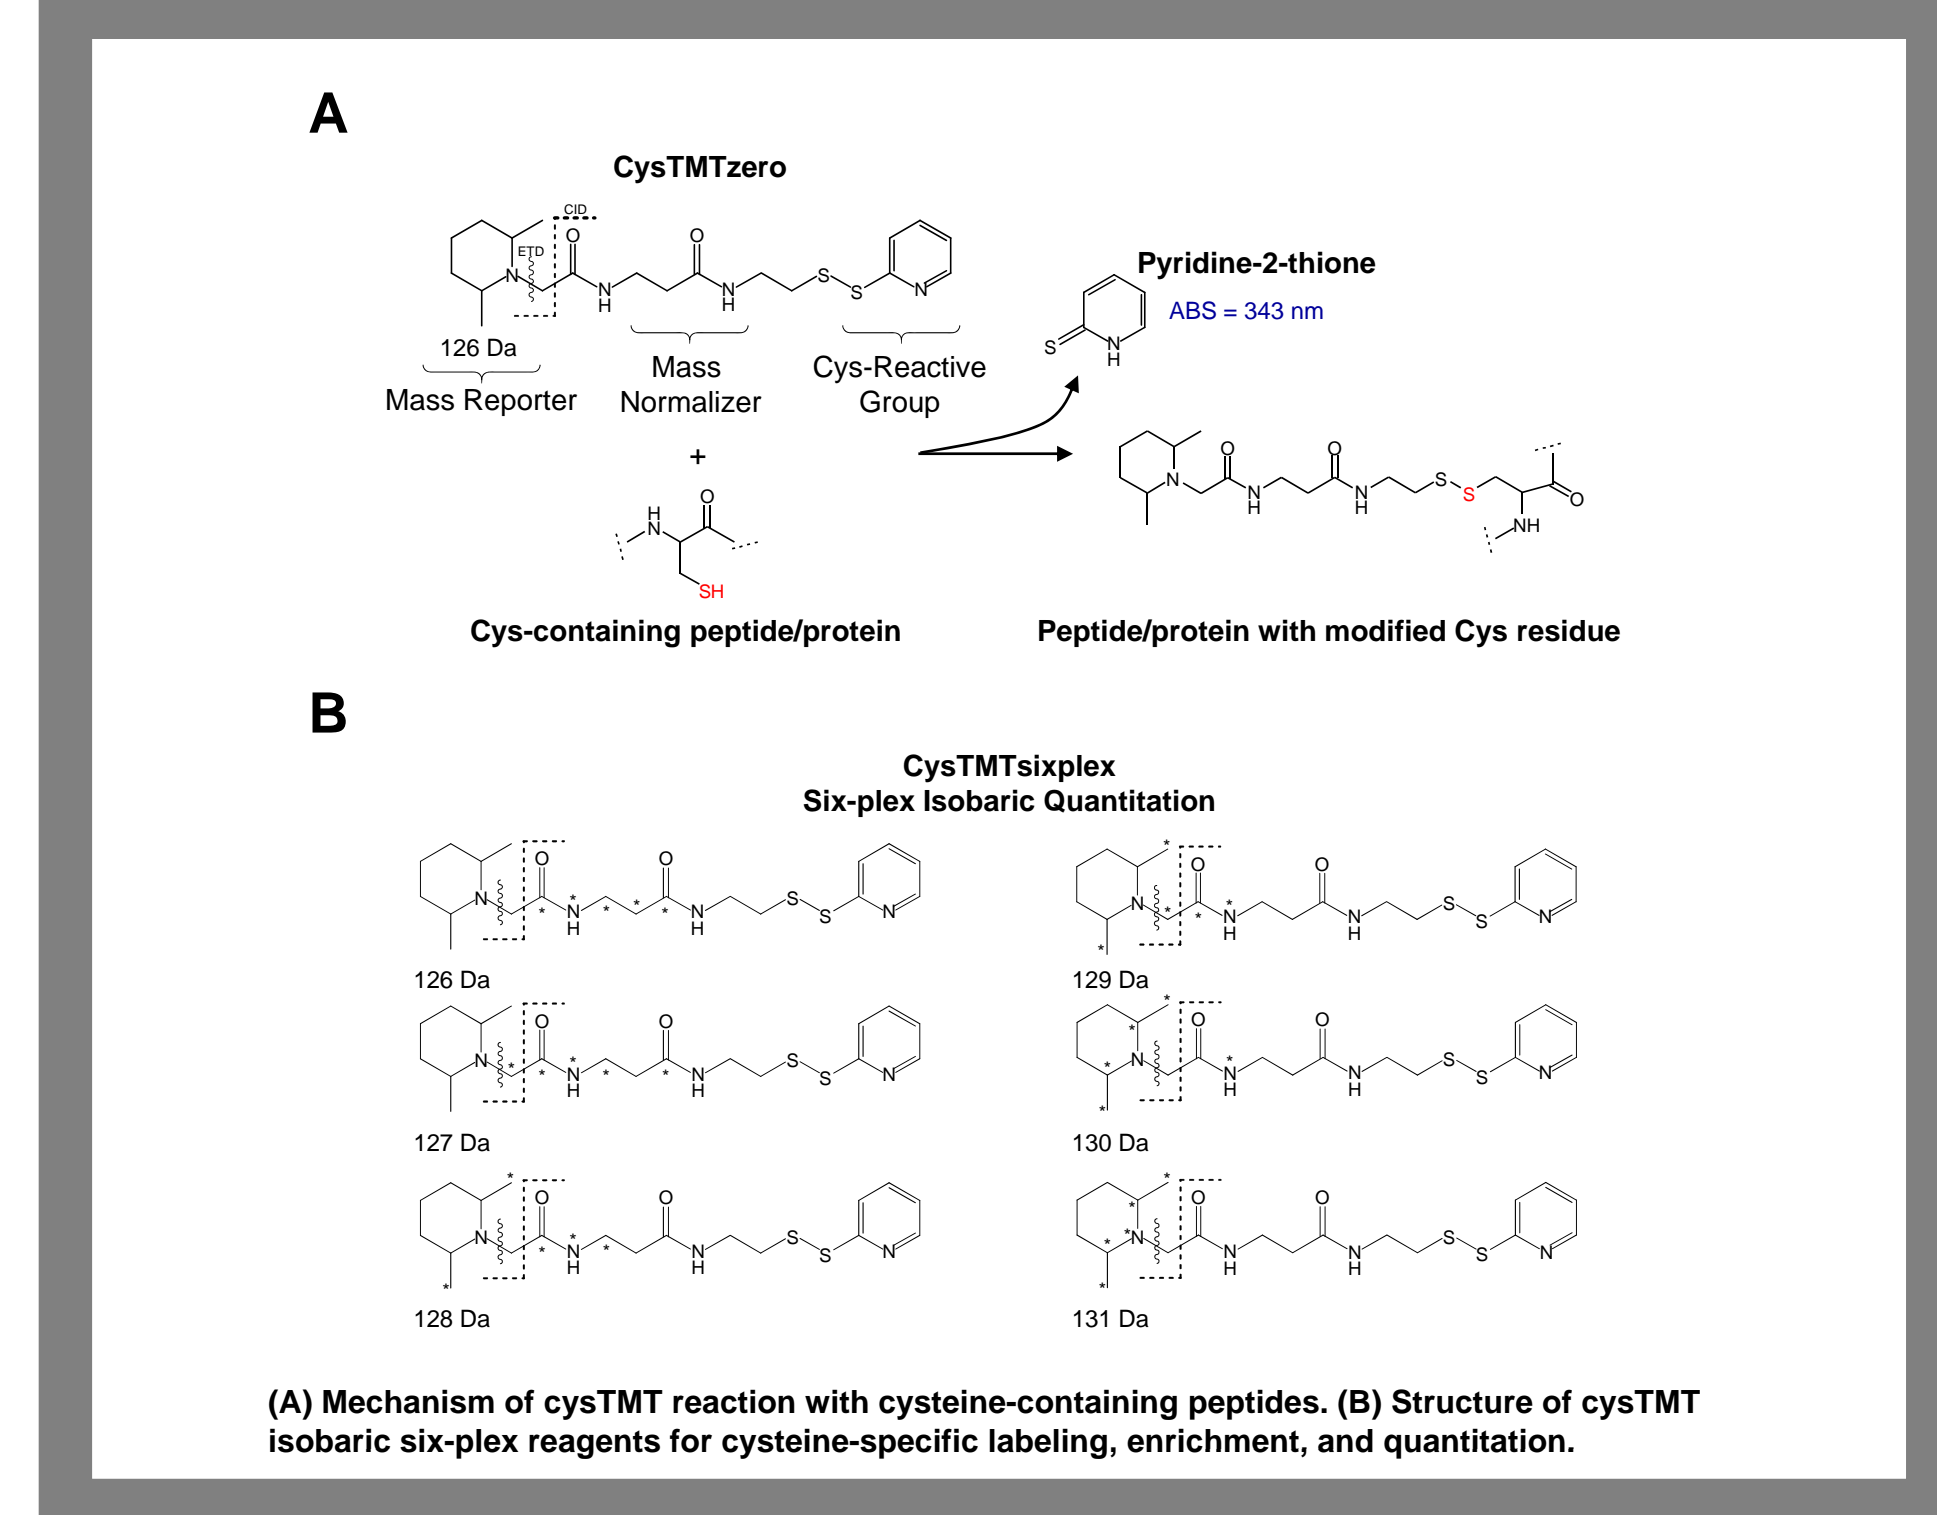 A
CysTMTzero
CID
O
O
ETD
N
N
H
N
H
S
S
N
126 Da
Mass Reporter
Mass
Normalizer
Cys-Reactive
Group
Pyridine-2-thione
ABS = 343 nm
S
N
H
+
H
N
O
SH
N
O
N
H
O
N
H
S
S
O
NH
Cys-containing peptide/protein
Peptide/protein with modified Cys residue
B
CysTMTsixplex
Six-plex Isobaric Quantitation
N
O
*
*
N
H
*
*
O
*
N
H
S
S
N
126 Da
*
*
N
*
O
*
*
N
H
O
N
H
S
S
N
129 Da
N
*
O
*
*
N
H
*
O
*
N
H
S
S
N
127 Da
*
*
*
*
N
O
*
N
H
O
N
H
S
S
N
130 Da
*
*
N
O
*
*
N
H
*
O
N
H
S
S
N
128 Da
*
*
*
*
*
N
O
N
H
O
N
H
S
S
N
131 Da
(A) Mechanism of cysTMT reaction with cysteine-containing peptides. (B) Structure of cysTMT
isobaric six-plex reagents for cysteine-specific labeling, enrichment, and quantitation.